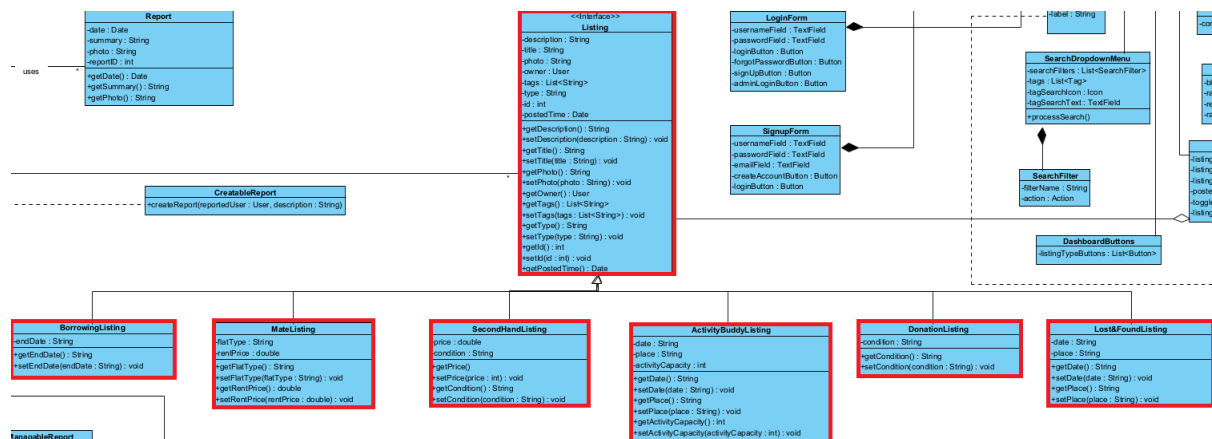 Report
-date : Date
-summary : String
-photo : String
-reportID : int
+getDate() : Date
+getSummary() : String
+getPhoto() : String
uses
*
CreatableReport
+createReport(reportedUser : User, description : String)
<<Interface>>
Listing
-description : String
-title : String
-photo : String
-owner : User
-tags : List<String>
-type : String
-id : int
-postedTime : Date
+getDescription() : String
+setDescription(description : String) : void
+getTitle() : String
+setTitle(title : String) : void
+getPhoto() : String
+setPhoto(photo : String) : void
+getOwner() : User
+getTags() : List<String>
+setTags(tags : List<String>) : void
+getType() : String
+setType(type : String) : void
+getId() : int
+setId(id : int) : void
+getPostedTime() : Date
*
LoginForm
-usernameField : TextField
-passwordField : TextField
-loginButton : Button
-forgotPasswordButton : Button
-signUpButton : Button
-adminLoginButton : Button
SignupForm
-usernameField : TextField
-passwordField : TextField
-emailField : TextField
-createAccountButton : Button
-loginButton : Button
-label : String
SearchDropdownMenu
-searchFilters : List<SearchFilter>
-tags : List<Tag>
-tagSearchIcon : Icon
-tagSearchText : TextField
+processSearch()
SearchFilter
-filterName : String
-action : Action
DashboardButtons
-listingTypeButtons : List<Button>
-listing
-listing
-listing
-poste
-toggle
-listing
BorrowingListing
-endDate : String
+getEndDate() : String
+setEndDate(endDate : String) : void
MateListing
-flatType : String
-rentPrice : double
+getFlatType() : String
+setFlatType(flatType : String) : void
+getRentPrice() : double
+setRentPrice(rentPrice : double) : void
SecondHandListing
-price : double
-condition : String
+getPrice()
+setPrice(price : int) : void
+getCondition() : String
+setCondition(condition : String) : void
ActivityBuddyListing
-date : String
-place : String
-activityCapacity : int
+getDate() : String
+setDate(date : String) : void
+getPlace() : String
+setPlace(place : String) : void
+getActivityCapacity() : int
+setActivityCapacity(activityCapacity : int) : void
DonationListing
-condition : String
+getCondition() : String
+setCondition(condition : String) : void
Lost&FoundListing
-date : String
-place : String
+getDate() : String
+setDate(date : String) : void
+getPlace() : String
+setPlace(place : String) : void
ManagableReport